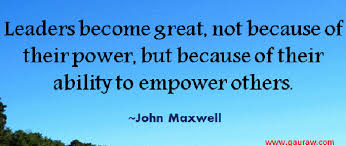 Leaders become great, not because of
their power, but because of their
ability to empower others.
~John Maxwell
www.gauraw.com